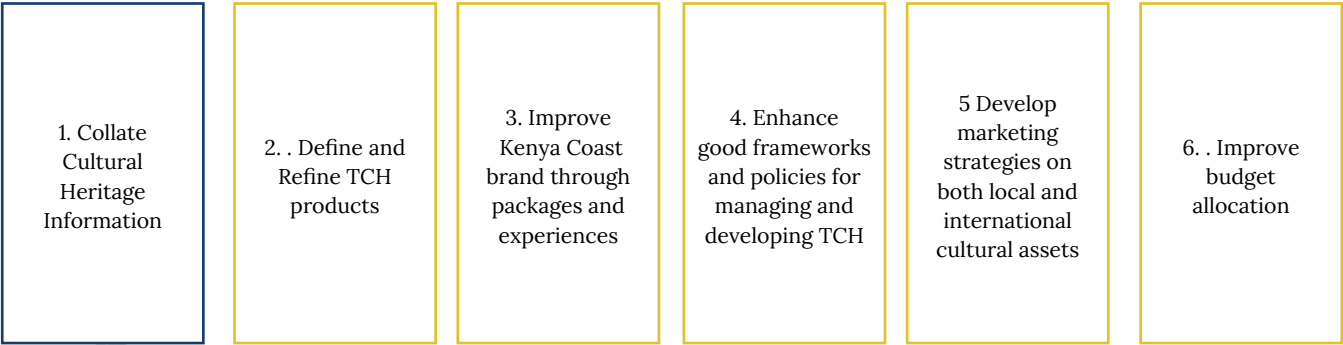 1. Collate
Cultural
Heritage
Information
2. . Define and
Refine TCH
products
3. Improve
Kenya Coast
brand through
packages and
experiences
4. Enhance
good frameworks
and policies for
managing and
developing TCH
5 Develop
marketing
strategies on
both local and
international
cultural assets
6. . Improve
budget
allocation